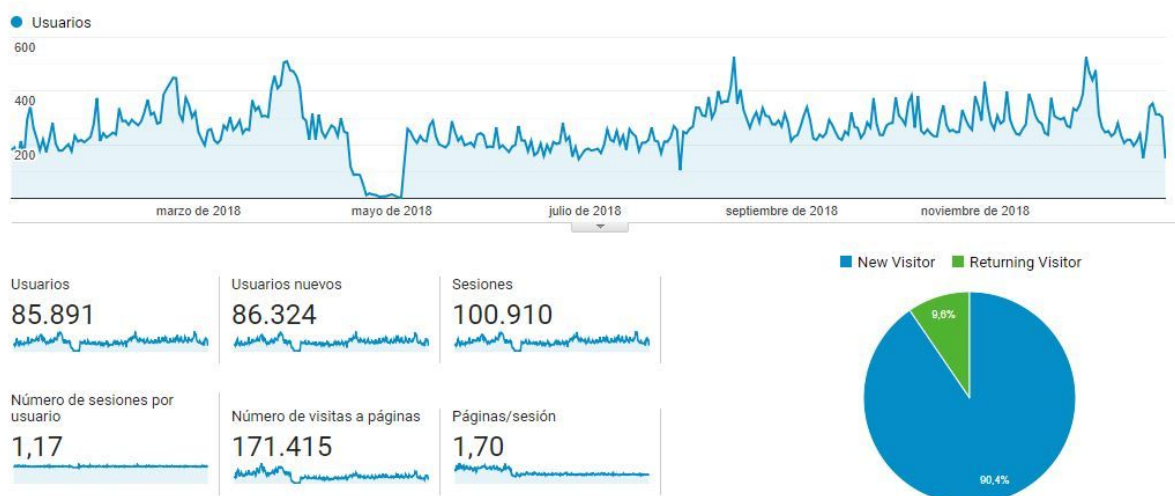 Usuarios
600
400
200
marzo de 2018
mayo de 2018
julio de 2018
septiembre de 2018
noviembre de 2018
New Visitor
Returning Visitor
Usuarios
85.891
Usuarios nuevos
86.324
Sesiones
100.910
Número de sesiones por
usuario
1,17
Número de visitas a páginas
171.415
Páginas/sesión
1,70
9,6%
90,4%